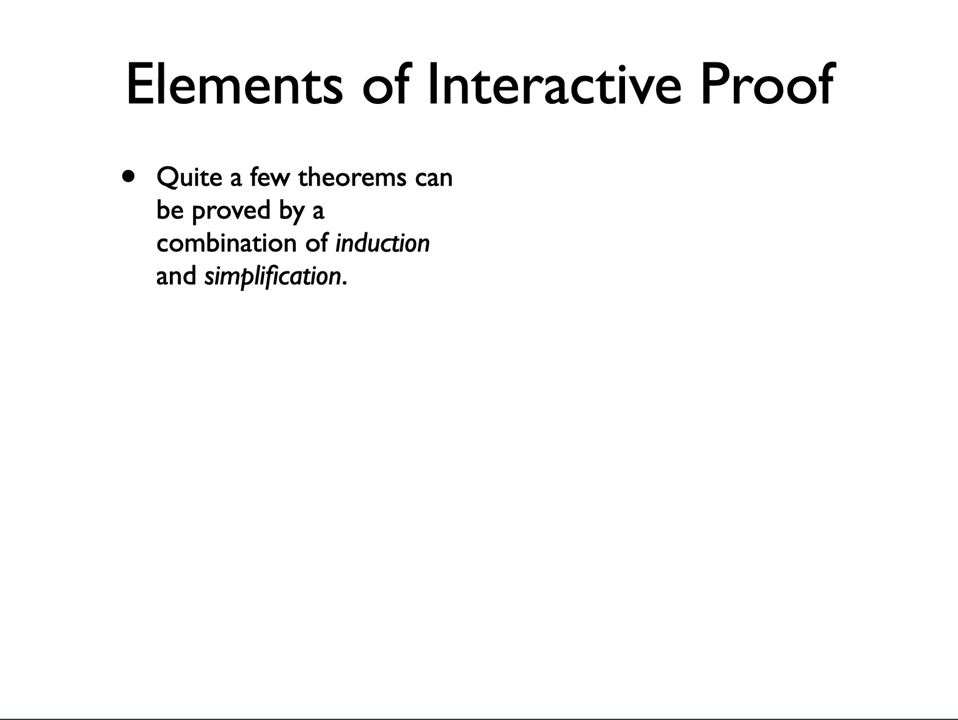 Elements of Interactive Proof
• Quite a few theorems can
be proved by a
combination of induction
and simplification.